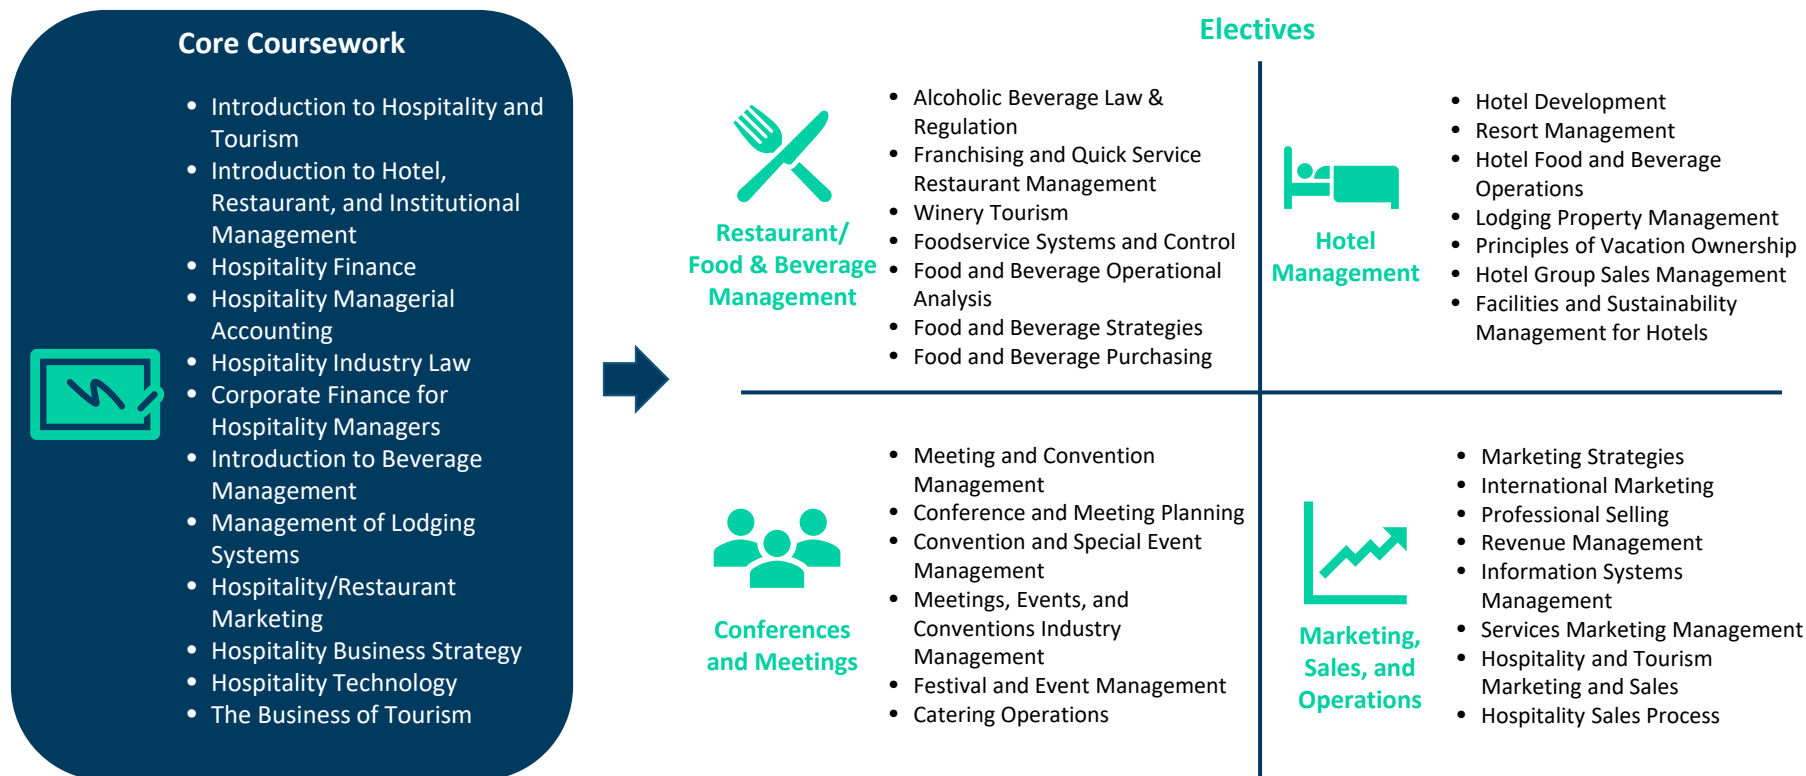 Core Coursework
• Introduction to Hospitality and
Tourism
• Introduction to Hotel,
Restaurant, and Institutional
Management
• Hospitality Finance
• Hospitality Managerial
Accounting
• Hospitality Industry Law
• Corporate Finance for
Hospitality Managers
• Introduction to Beverage
Management
• Management of Lodging
Systems
• Hospitality/Restaurant
Marketing
• Hospitality Business Strategy
• Hospitality Technology
• The Business of Tourism
Electives
Restaurant/
Food & Beverage
Management
• Alcoholic Beverage Law &
Regulation
• Franchising and Quick Service
Restaurant Management
• Winery Tourism
• Foodservice Systems and Control
• Food and Beverage Operational
Analysis
• Food and Beverage Strategies
• Food and Beverage Purchasing
Hotel
Management
• Hotel Development
• Resort Management
• Hotel Food and Beverage
Operations
• Lodging Property Management
• Principles of Vacation Ownership
• Hotel Group Sales Management
• Facilities and Sustainability
Management for Hotels
Conferences
and Meetings
• Meeting and Convention
Management
• Conference and Meeting Planning
• Convention and Special Event
Management
• Meetings, Events, and
Conventions Industry
Management
• Festival and Event Management
• Catering Operations
Marketing,
Sales, and
Operations
• Marketing Strategies
• International Marketing
• Professional Selling
• Revenue Management
• Information Systems
Management
• Services Marketing Management
• Hospitality and Tourism
Marketing and Sales
• Hospitality Sales Process